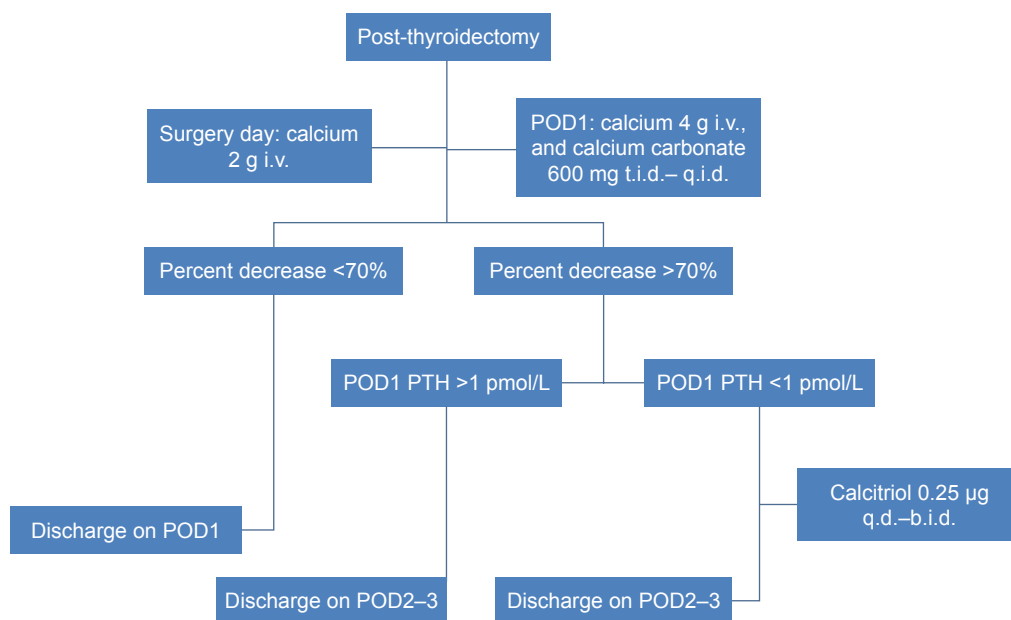 Post-thyroidectomy
Surgery day: calcium
2 g i.v.
POD1: calcium 4 g i.v.,
and calcium carbonate
600 mg t.i.d.– q.i.d.
Percent decrease <70%
Percent decrease >70%
POD1 PTH >1 pmol/L
POD1 PTH <1 pmol/L
Calcitriol 0.25 µg
q.d.–b.i.d.
Discharge on POD1
Discharge on POD2–3
Discharge on POD2–3